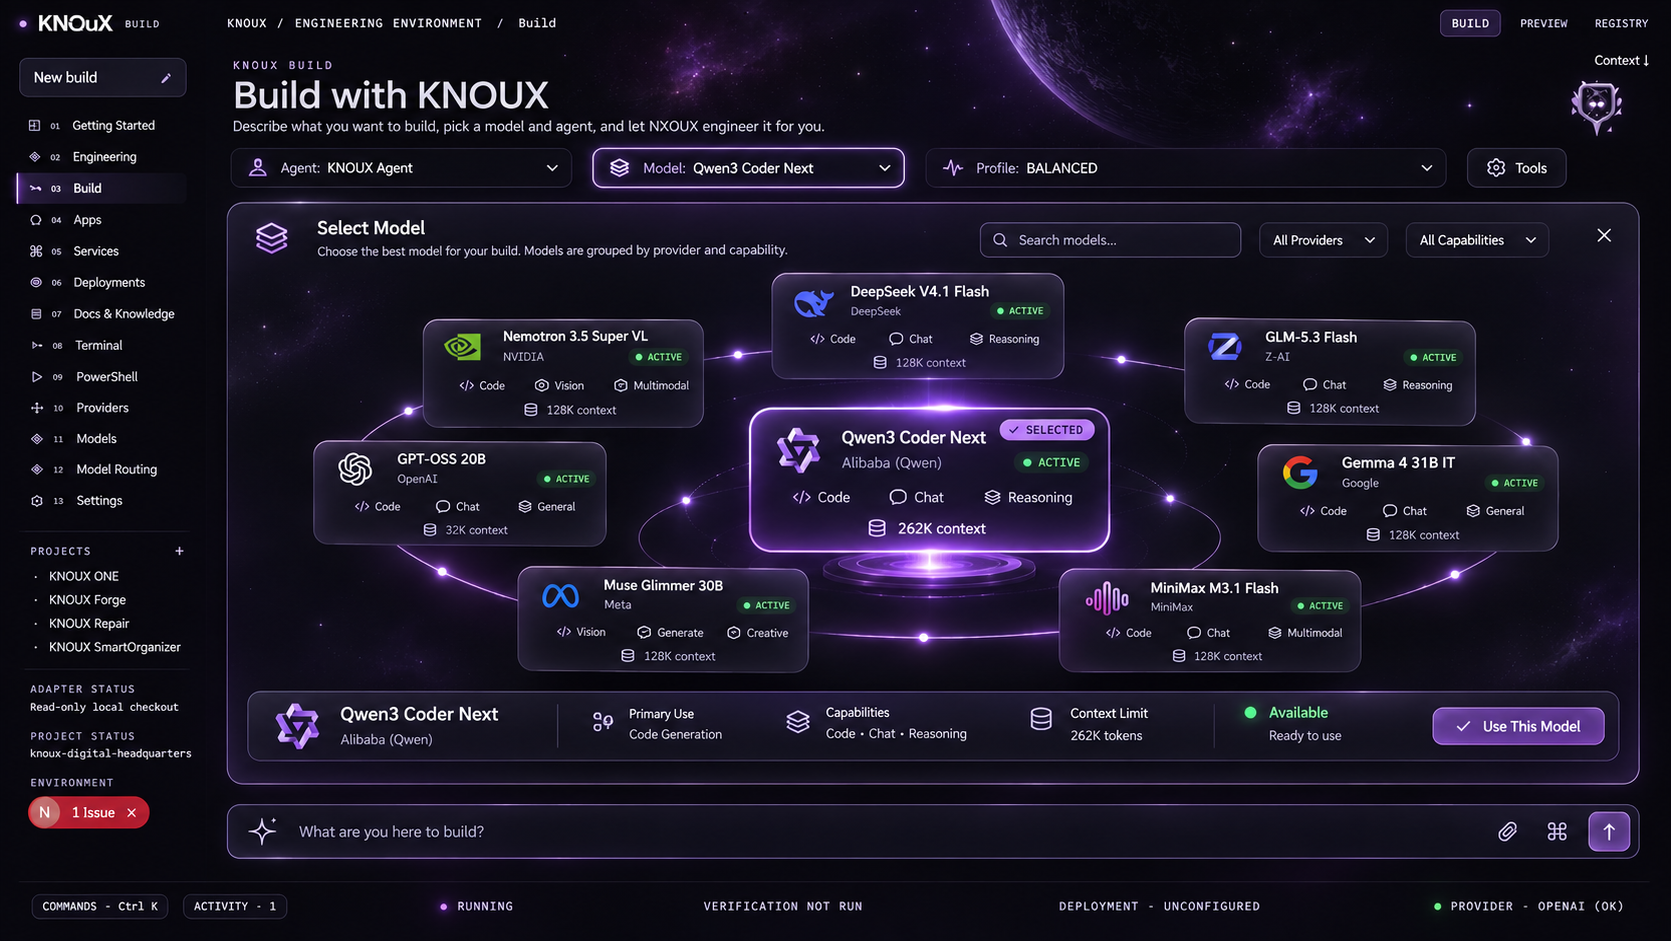 KNOUX BUILD
KNOUX / ENGINEERING ENVIRONMENT / Build
BUILD
PREVIEW
REGISTRY
New build
01 Getting Started
02 Engineering
03 Build
04 Apps
05 Services
06 Deployments
07 Docs & Knowledge
08 Terminal
09 PowerShell
10 Providers
11 Models
12 Model Routing
13 Settings
PROJECTS +
· KNOUX ONE
· KNOUX Forge
· KNOUX Repair
· KNOUX SmartOrganizer
ADAPTER STATUS
Read-only local checkout
PROJECT STATUS
knoux-digital-headquarters
ENVIRONMENT
N 1 Issue
KNOUX BUILD
Build with KNOUX
Describe what you want to build, pick a model and agent, and let NXOUX engineer it for you.
Context ↓
Agent: KNOUX Agent
Model: Qwen3 Coder Next
Profile: BALANCED
Tools
Select Model
Choose the best model for your build. Models are grouped by provider and capability.
Search models...
All Providers
All Capabilities
DeepSeek V4.1 Flash
DeepSeek
ACTIVE
Code Chat Reasoning
128K context
Nemotron 3.5 Super VL
NVIDIA
ACTIVE
Code Vision Multimodal
128K context
GLM-5.3 Flash
Z-AI
ACTIVE
Code Chat Reasoning
128K context
GPT-OSS 20B
OpenAI
ACTIVE
Code Chat General
32K context
Qwen3 Coder Next
SELECTED
Alibaba (Qwen)
ACTIVE
Code Chat Reasoning
262K context
Gemma 4 31B IT
Google
ACTIVE
Code Chat General
128K context
Muse Glimmer 30B
Meta
ACTIVE
Vision Generate Creative
128K context
MiniMax M3.1 Flash
MiniMax
ACTIVE
Code Chat Multimodal
128K context
Qwen3 Coder Next
Alibaba (Qwen)
Primary Use
Code Generation
Capabilities
Code • Chat • Reasoning
Context Limit
262K tokens
Available
Ready to use
Use This Model
What are you here to build?
COMMANDS - Ctrl K
ACTIVITY - 1
RUNNING
VERIFICATION NOT RUN
DEPLOYMENT - UNCONFIGURED
PROVIDER - OPENAI (OK)